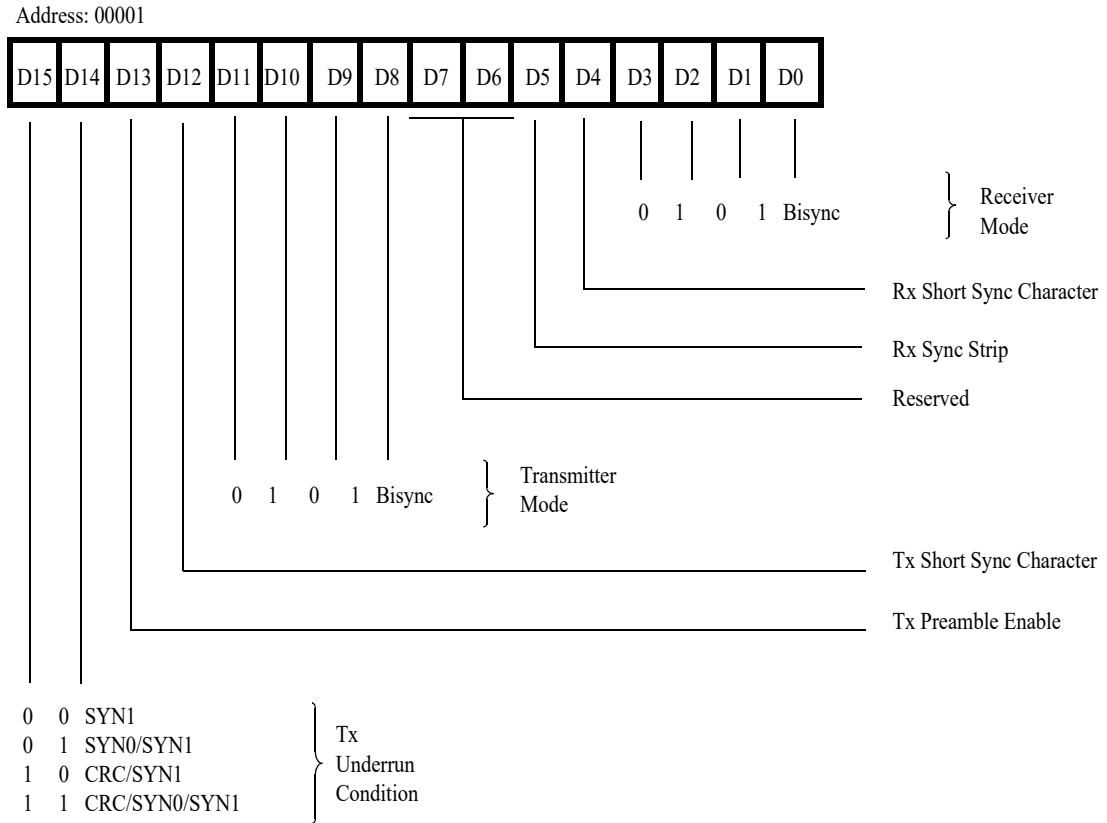 Address: 00001
D15 D14 D13 D12 D11 D10 D9 D8 D7 D6 D5 D4 D3 D2 D1 D0
0 1 0 1 Bisync
Receiver
Mode
Rx Short Sync Character
Rx Sync Strip
Reserved
0 1 0 1 Bisync
Transmitter
Mode
Tx Short Sync Character
Tx Preamble Enable
0 0 SYN1
0 1 SYN0/SYN1
1 0 CRC/SYN1
1 1 CRC/SYN0/SYN1
Tx
Underrun
Condition